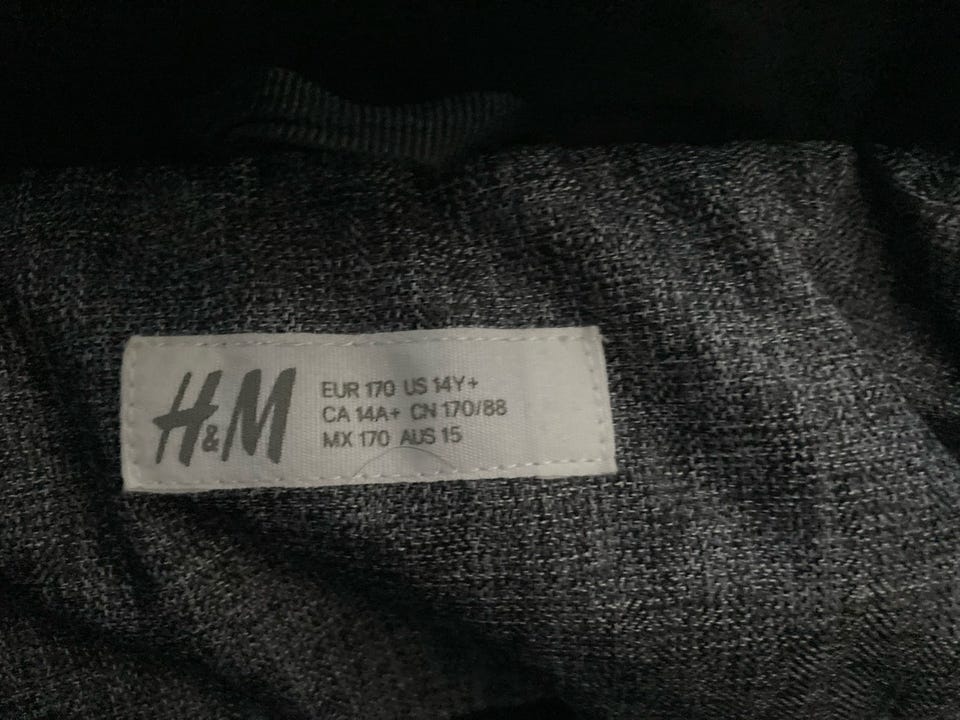 H&M
EUR 170 US 14Y+
CA 14A+ CN 170/88
MX 170 AUS 15